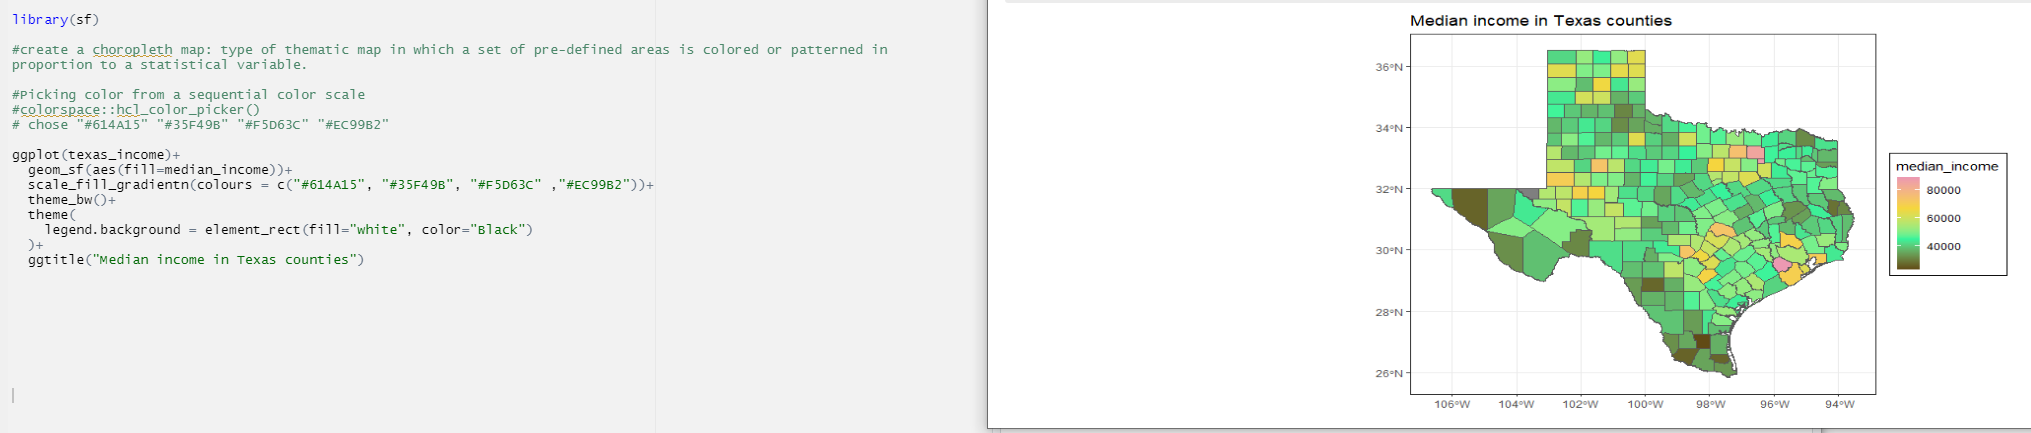 library(sf)
#create a choropleth map: type of thematic map in which a set of pre-defined areas is colored or patterned in
proportion to a statistical variable.
#Picking color from a sequential color scale
#colorspace::hcl_color_picker()
# chose "#614A15" "#35F49B" "#F5D63C" "#EC99B2"
ggplot(texas_income)+
geom_sf(aes(fill=median_income))+
scale_fill_gradientn(colours = c("#614A15", "#35F49B", "#F5D63C" ,"#EC99B2"))+
theme_bw()+
theme(
legend.background = element_rect(fill="white", color="Black")
)+
ggtitle("Median income in Texas counties")
Median income in Texas counties
36°N
34°N
32°N
30°N
28°N
26°N
106°W 104°W 102°W 100°W 98°W 96°W 94°W
median_income
80000
60000
40000